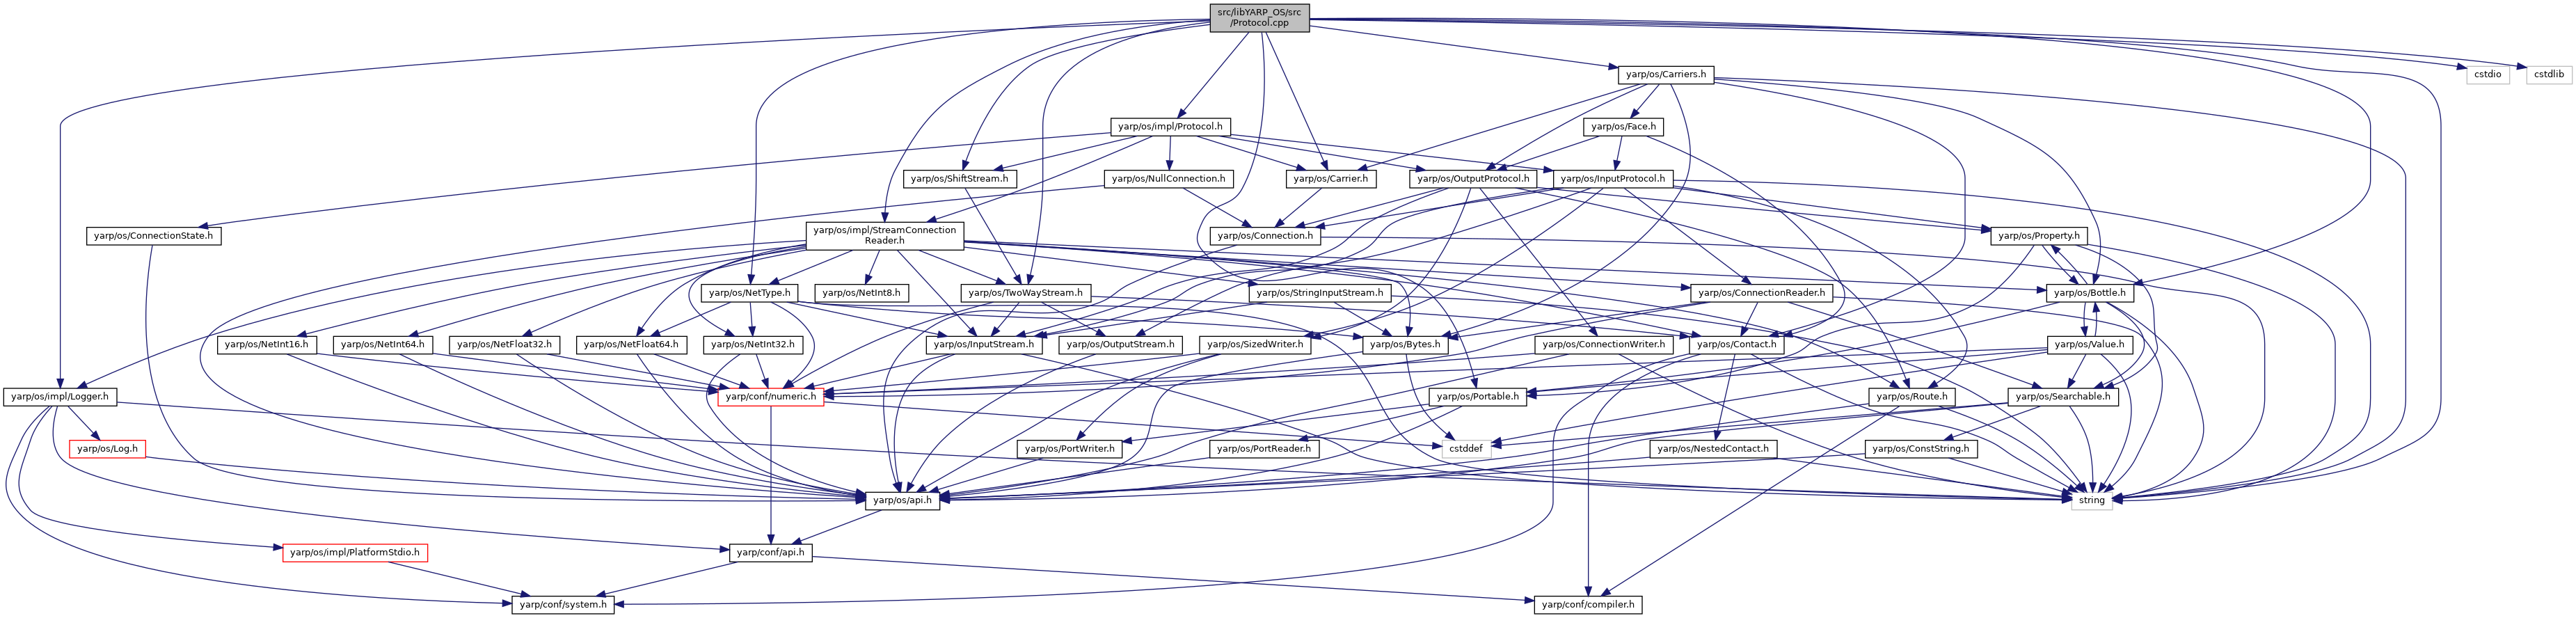 src/libYARP_OS/src
/Protocol.cpp
yarp/os/Carriers.h
cstdio
cstdlib
yarp/os/impl/Protocol.h
yarp/os/Face.h
yarp/os/ShiftStream.h
yarp/os/NullConnection.h
yarp/os/Carrier.h
yarp/os/OutputProtocol.h
yarp/os/InputProtocol.h
yarp/os/ConnectionState.h
yarp/os/impl/StreamConnection
Reader.h
yarp/os/Connection.h
yarp/os/Property.h
yarp/os/NetType.h
yarp/os/NetInt8.h
yarp/os/TwoWayStream.h
yarp/os/StringInputStream.h
yarp/os/ConnectionReader.h
yarp/os/Bottle.h
yarp/os/NetInt16.h
yarp/os/NetInt64.h
yarp/os/NetFloat32.h
yarp/os/NetFloat64.h
yarp/os/NetInt32.h
yarp/os/InputStream.h
yarp/os/OutputStream.h
yarp/os/SizedWriter.h
yarp/os/Bytes.h
yarp/os/ConnectionWriter.h
yarp/os/Contact.h
yarp/os/Value.h
yarp/os/impl/Logger.h
yarp/conf/numeric.h
yarp/os/Portable.h
yarp/os/Route.h
yarp/os/Searchable.h
yarp/os/Log.h
yarp/os/PortWriter.h
yarp/os/PortReader.h
cstddef
yarp/os/NestedContact.h
yarp/os/ConstString.h
yarp/os/api.h
string
yarp/os/impl/PlatformStdio.h
yarp/conf/api.h
yarp/conf/system.h
yarp/conf/compiler.h